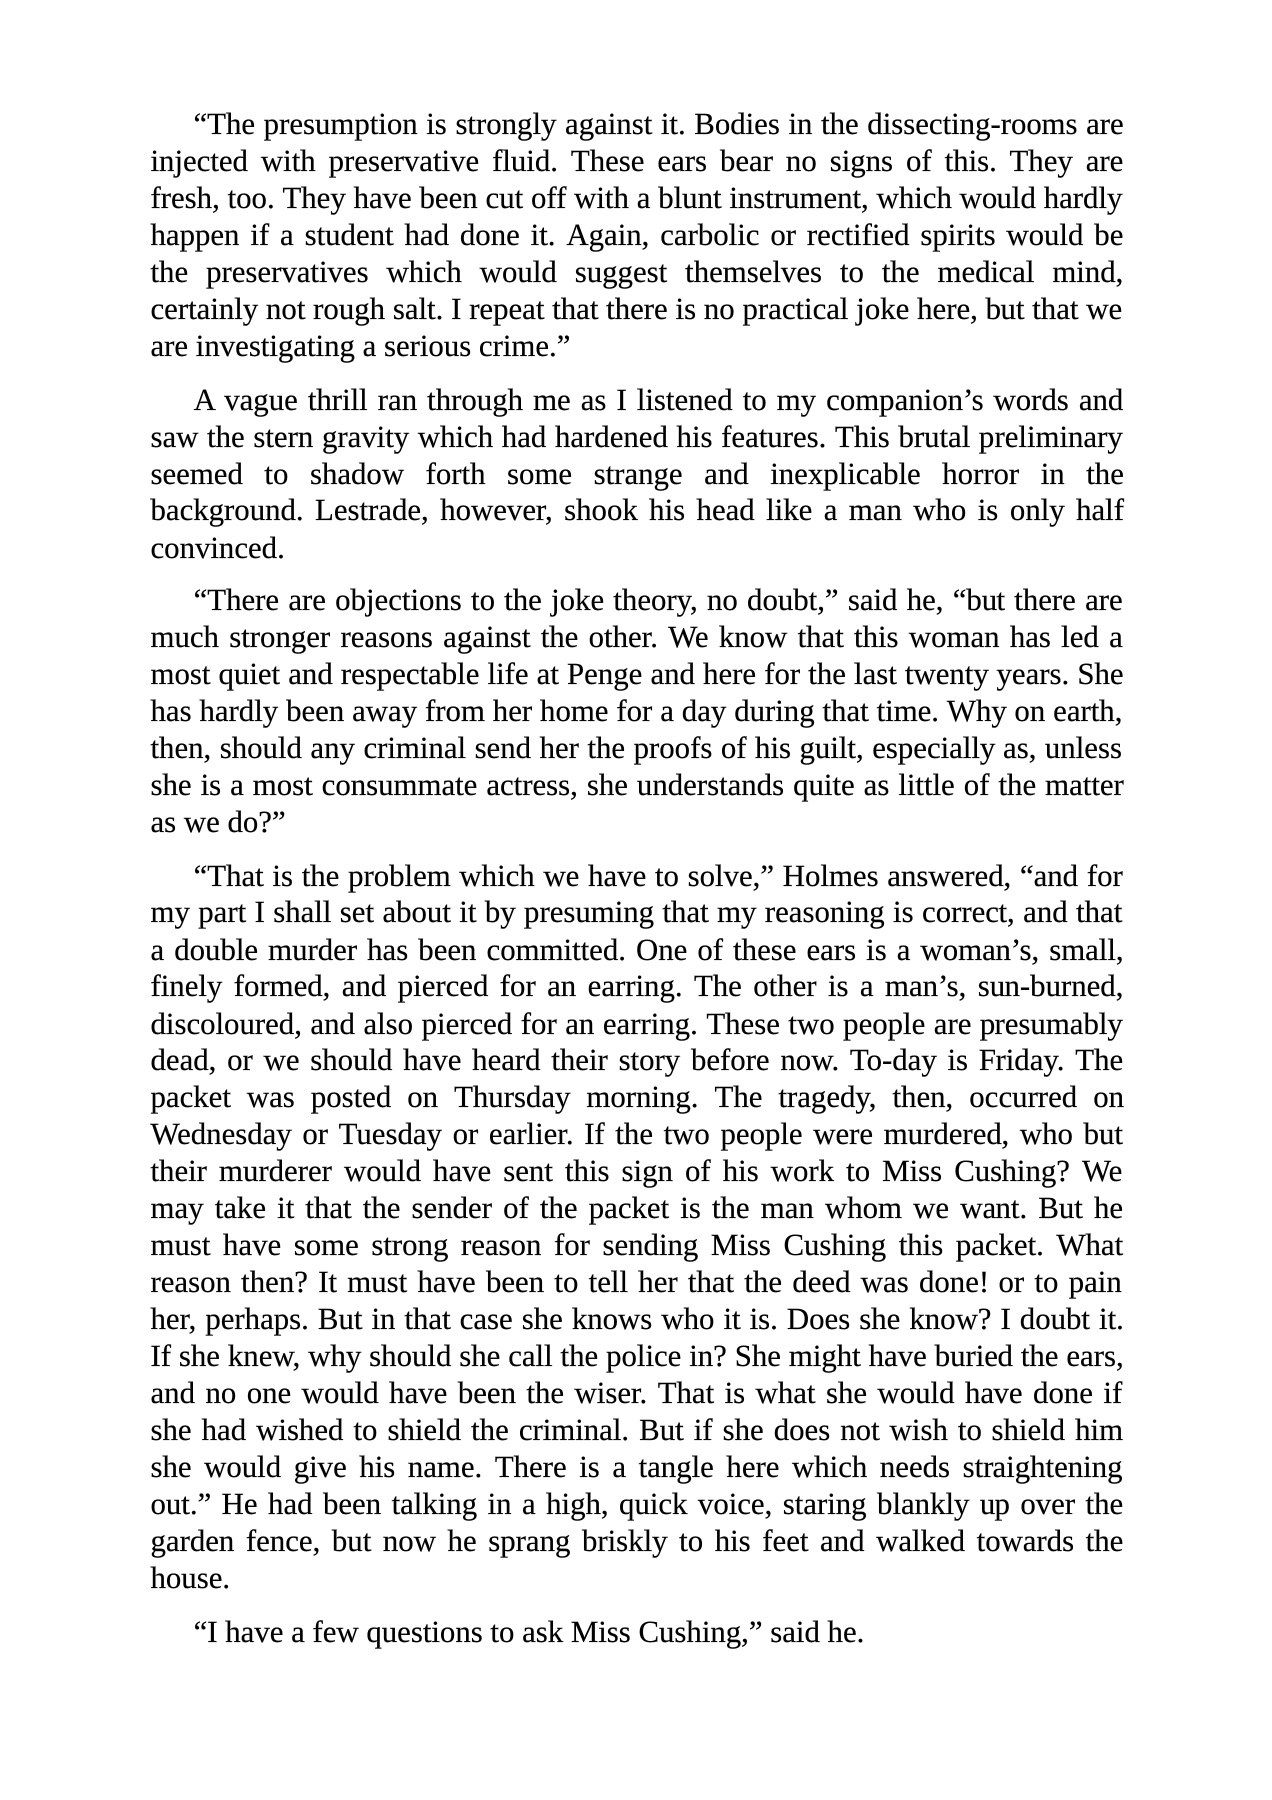 “The presumption is strongly against it. Bodies in the dissecting-rooms are
injected with preservative fluid. These ears bear no signs of this. They are
fresh, too. They have been cut off with a blunt instrument, which would hardly
happen if a student had done it. Again, carbolic or rectified spirits would be
the preservatives which would suggest themselves to the medical mind,
certainly not rough salt. I repeat that there is no practical joke here, but that we
are investigating a serious crime.”
A vague thrill ran through me as I listened to my companion’s words and
saw the stern gravity which had hardened his features. This brutal preliminary
seemed to shadow forth some strange and inexplicable horror in the
background. Lestrade, however, shook his head like a man who is only half
convinced.
“There are objections to the joke theory, no doubt,” said he, “but there are
much stronger reasons against the other. We know that this woman has led a
most quiet and respectable life at Penge and here for the last twenty years. She
has hardly been away from her home for a day during that time. Why on earth,
then, should any criminal send her the proofs of his guilt, especially as, unless
she is a most consummate actress, she understands quite as little of the matter
as we do?”
“That is the problem which we have to solve,” Holmes answered, “and for
my part I shall set about it by presuming that my reasoning is correct, and that
a double murder has been committed. One of these ears is a woman’s, small,
finely formed, and pierced for an earring. The other is a man’s, sun-burned,
discoloured, and also pierced for an earring. These two people are presumably
dead, or we should have heard their story before now. To-day is Friday. The
packet was posted on Thursday morning. The tragedy, then, occurred on
Wednesday or Tuesday or earlier. If the two people were murdered, who but
their murderer would have sent this sign of his work to Miss Cushing? We
may take it that the sender of the packet is the man whom we want. But he
must have some strong reason for sending Miss Cushing this packet. What
reason then? It must have been to tell her that the deed was done! or to pain
her, perhaps. But in that case she knows who it is. Does she know? I doubt it.
If she knew, why should she call the police in? She might have buried the ears,
and no one would have been the wiser. That is what she would have done if
she had wished to shield the criminal. But if she does not wish to shield him
she would give his name. There is a tangle here which needs straightening
out.” He had been talking in a high, quick voice, staring blankly up over the
garden fence, but now he sprang briskly to his feet and walked towards the
house.
“I have a few questions to ask Miss Cushing,” said he.